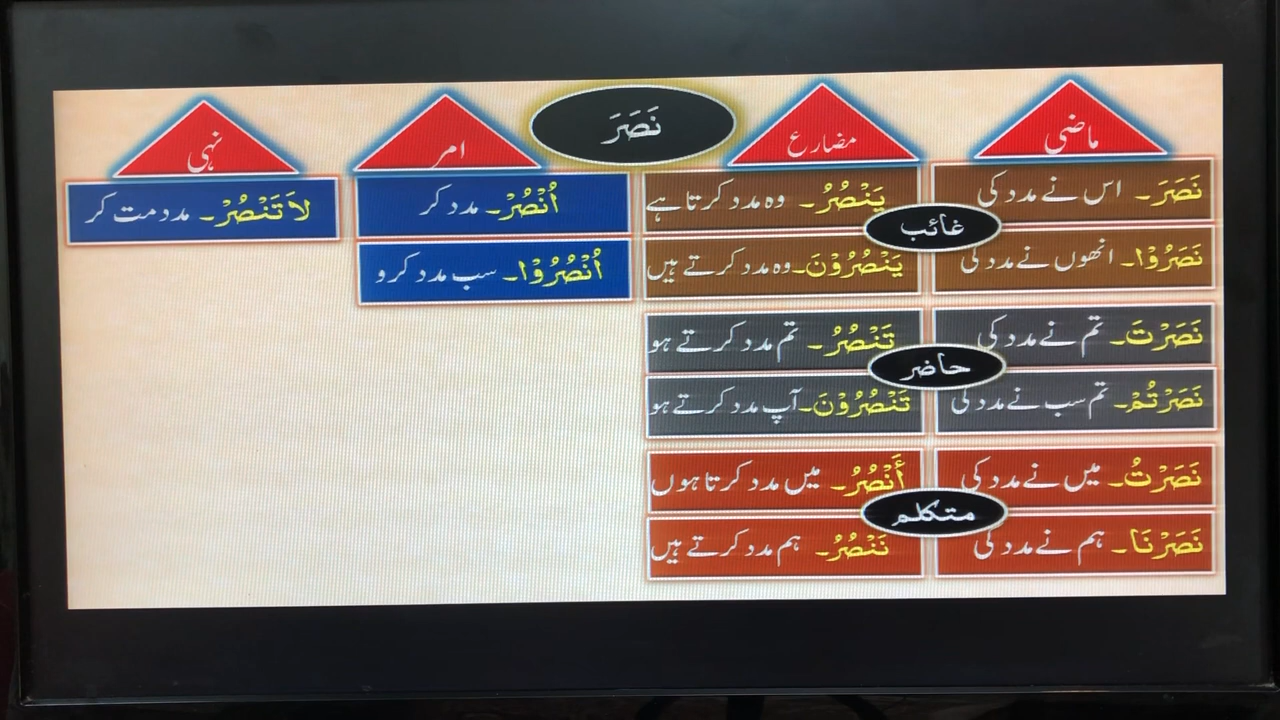 نَصَرَ
ماضی
مضارع
امر
نہی
نَصَرَ۔ اس نے مدد کی
يَنْصُرُ۔ وہ مدد کرتا ہے
اُنْصُرْ۔ مدد کر
لاَ تَنْصُرْ۔ مدد مت کر
غائب
نَصَرُوْا۔ انھوں نے مدد کی
يَنْصُرُوْنَ۔ وہ مدد کرتے ہیں
اُنْصُرُوْا۔ سب مدد کرو
نَصَرْتَ۔ تم نے مدد کی
تَنْصُرُ۔ تم مدد کرتے ہو
حاضر
نَصَرْتُمْ۔ تم سب نے مدد کی
تَنْصُرُوْنَ۔ آپ مدد کرتے ہو
نَصَرْتُ۔ میں نے مدد کی
أَنْصُرُ۔ میں مدد کرتا ہوں
متکلم
نَصَرْنَا۔ ہم نے مدد کی
نَنْصُرُ۔ ہم مدد کرتے ہیں